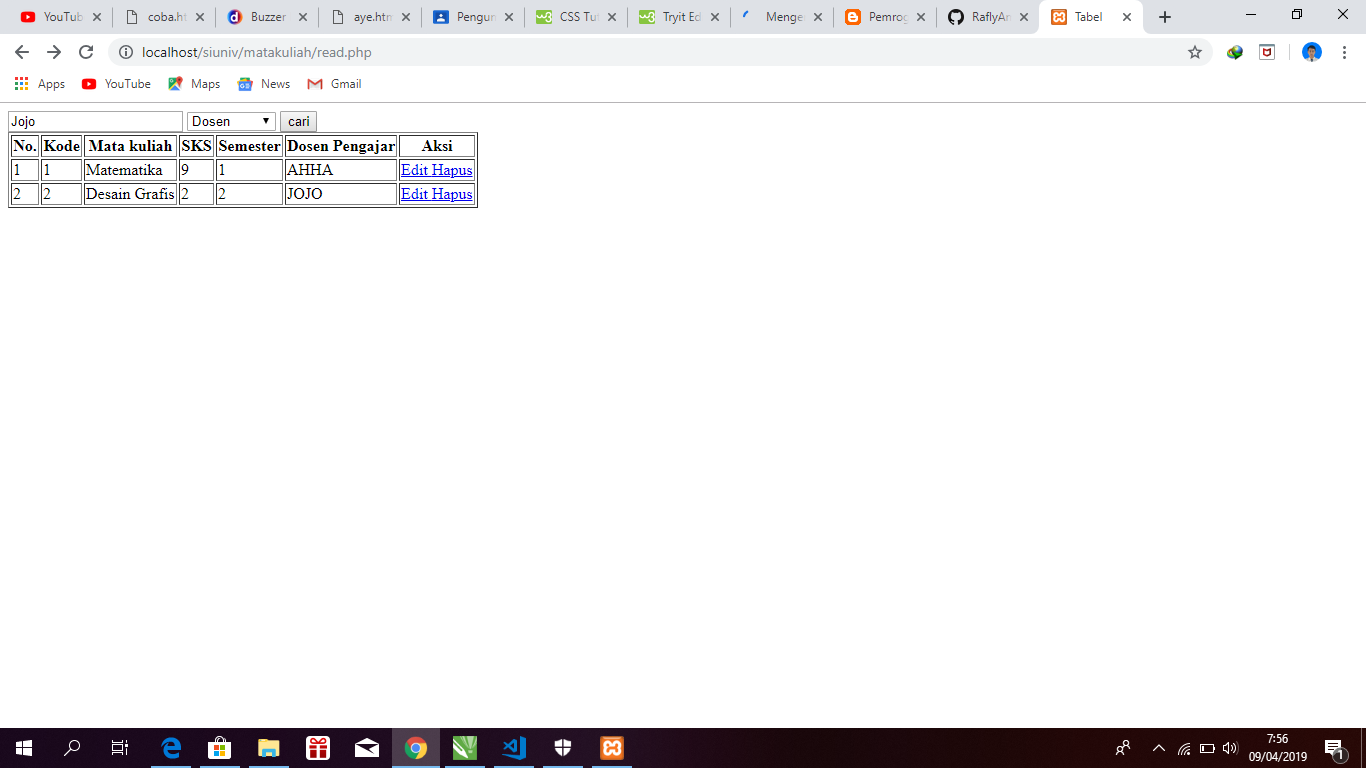 YouTub coba.ht Buzzer aye.htm Pengun CSS Tut Tryit Ed Menge Pemrog RaflyAn Tabel
localhost/siuniv/matakuliah/read.php
Apps YouTube Maps News Gmail
Jojo Dosen cari
No. Kode Mata kuliah SKS Semester Dosen Pengajar Aksi
1 1 Matematika 9 1 AHHA Edit Hapus
2 2 Desain Grafis 2 2 JOJO Edit Hapus
7:56
09/04/2019
1